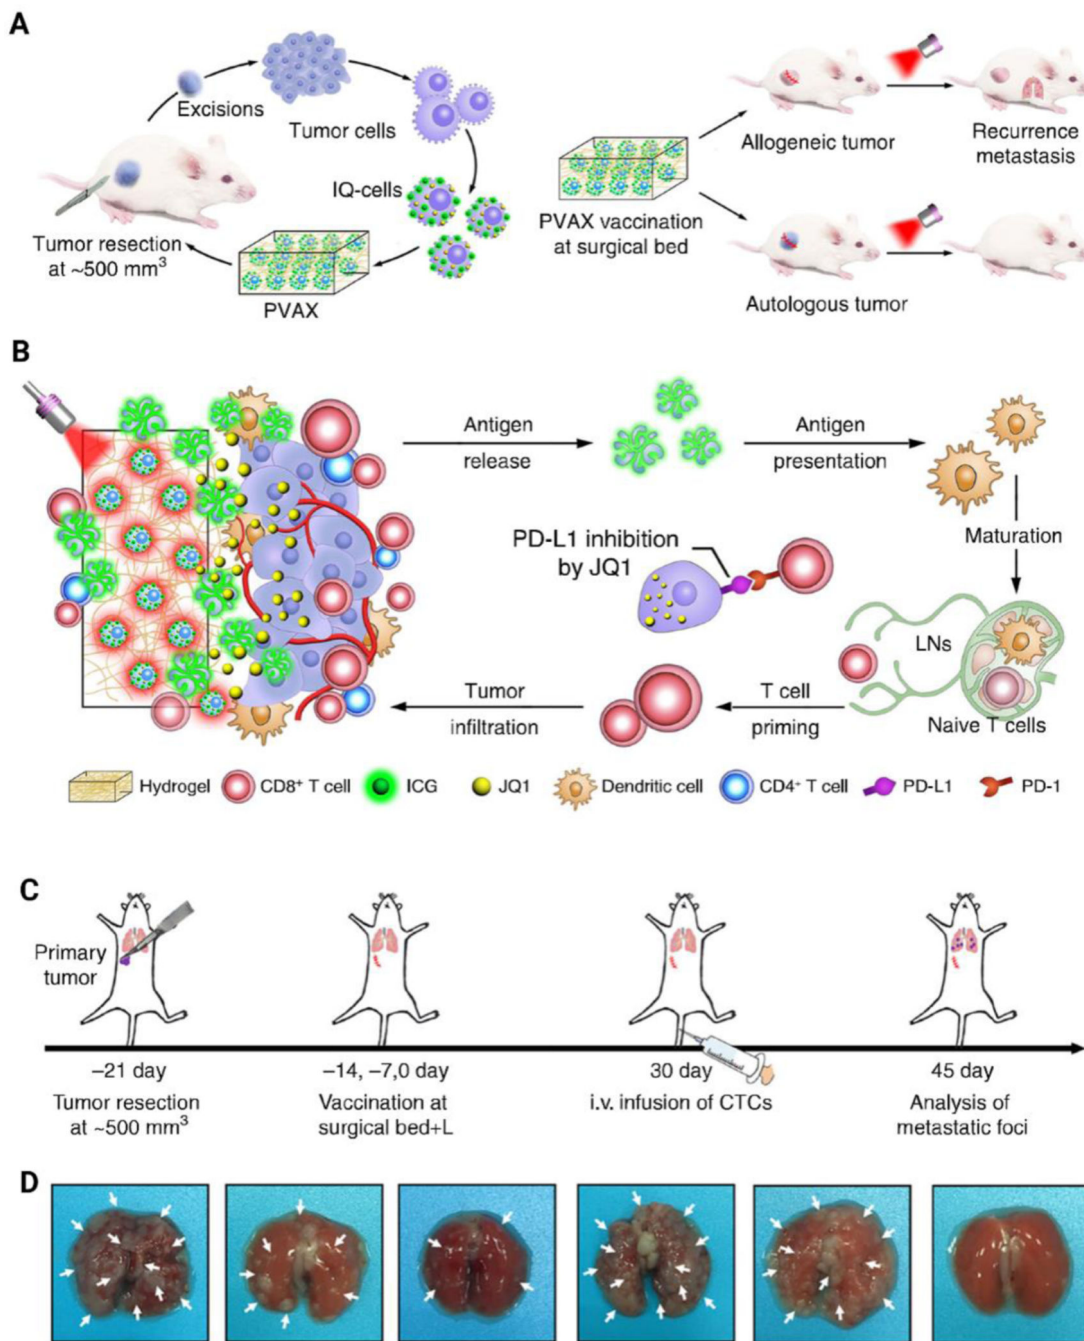 A
Excisions
Tumor cells
IQ-cells
Tumor resection
at ~500 mm³
PVAX
PVAX vaccination
at surgical bed
Allogeneic tumor
Recurrence
metastasis
Autologous tumor
B
Antigen
release
Antigen
presentation
Maturation
PD-L1 inhibition
by JQ1
LNs
Naive T cells
T cell
priming
Tumor
infiltration
Hydrogel
CD8⁺ T cell
ICG
JQ1
Dendritic cell
CD4⁺ T cell
PD-L1
PD-1
C
Primary
tumor
–21 day
–14, –7,0 day
30 day
45 day
Tumor resection
at ~500 mm³
Vaccination at
surgical bed+L
i.v. infusion of CTCs
Analysis of
metastatic foci
D